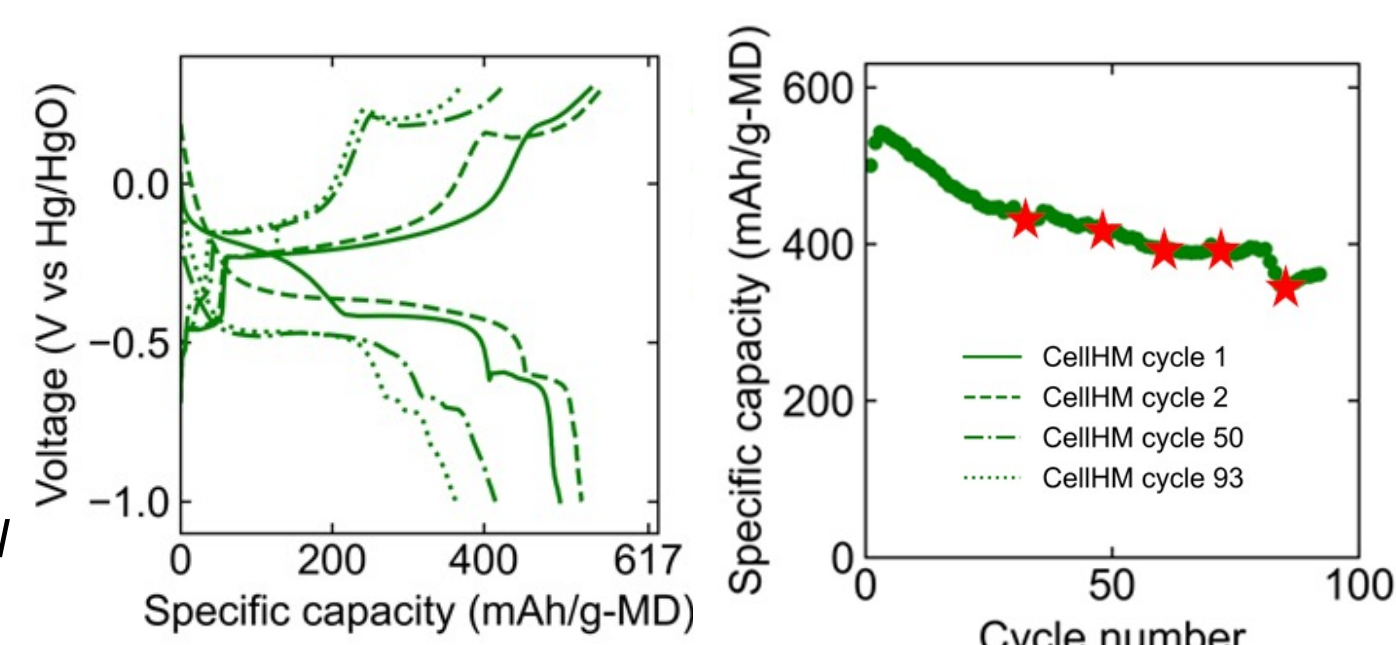 Voltage (V vs Hg/HgO)
0.0
−0.5
−1.0
0 200 400 617
Specific capacity (mAh/g-MD)
/
Specific capacity (mAh/g-MD)
600
400
200
0
CellHM cycle 1
CellHM cycle 2
CellHM cycle 50
CellHM cycle 93
0 50 100
Cycle number